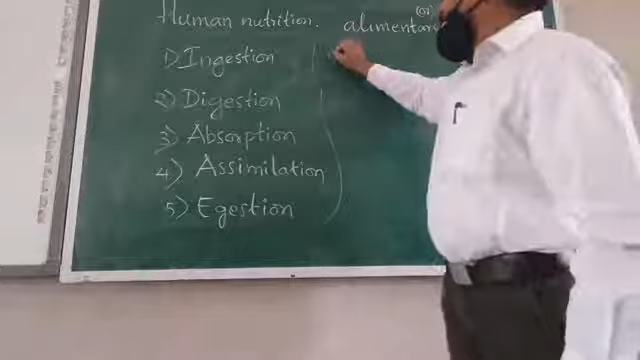 Human nutrition. (or)
alimentar
1) Ingestion
2) Digestion
3) Absorption
4) Assimilation
5) Egestion